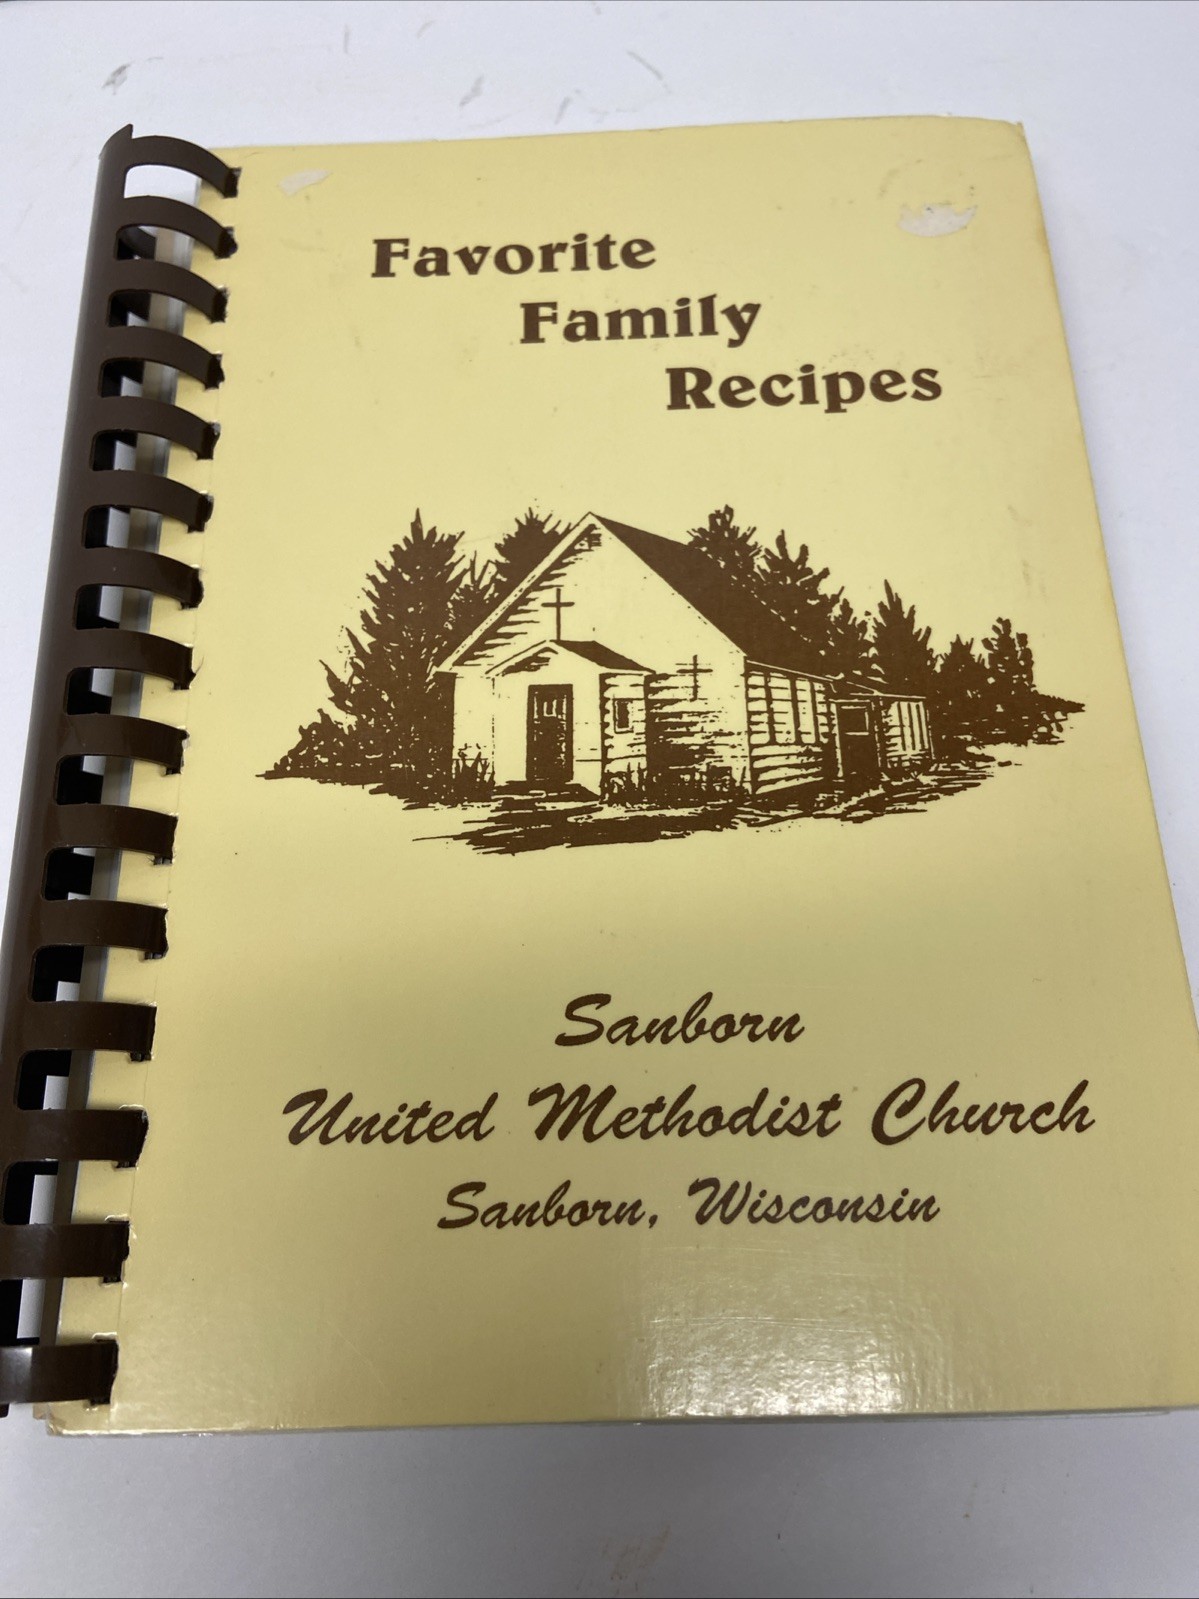 Favorite
Family
Recipes
Sanborn
United Methodist Church
Sanborn, Wisconsin